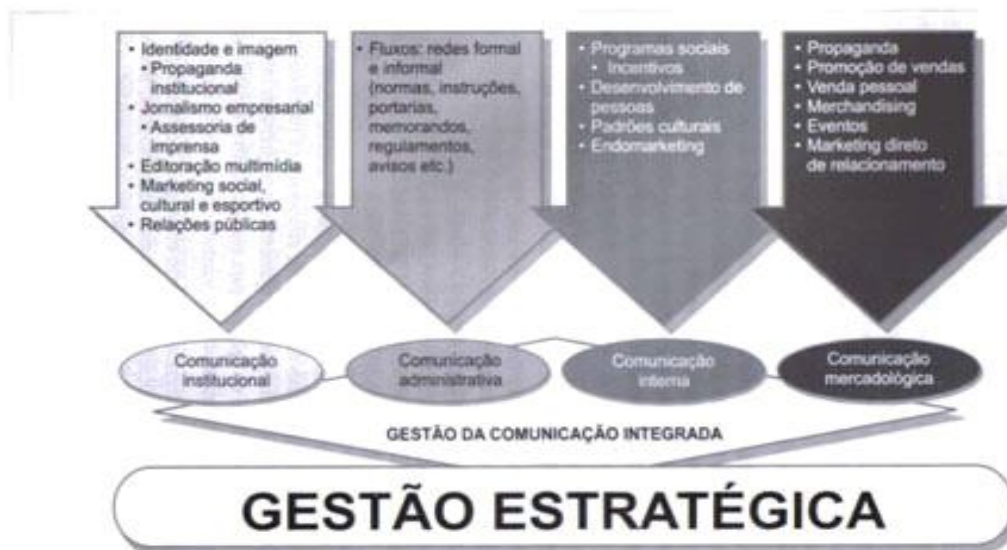 • Identidade e imagem
• Propaganda
institucional
• Jornalismo empresarial
• Assessoria de
imprensa
• Editoração multimídia
• Marketing social,
cultural e esportivo
• Relações públicas
• Fluxos: redes formal
e informal
(normas, instruções,
portarias,
memorandos,
regulamentos,
avisos etc.)
• Programas sociais
• Incentivos
• Desenvolvimento de
pessoas
• Padrões culturais
• Endomarketing
• Propaganda
• Promoção de vendas
• Venda pessoal
• Merchandising
• Eventos
• Marketing direto
de relacionamento
Comunicação
institucional
Comunicação
administrativa
Comunicação
interna
Comunicação
mercadológica
GESTÃO DA COMUNICAÇÃO INTEGRADA
GESTÃO ESTRATÉGICA